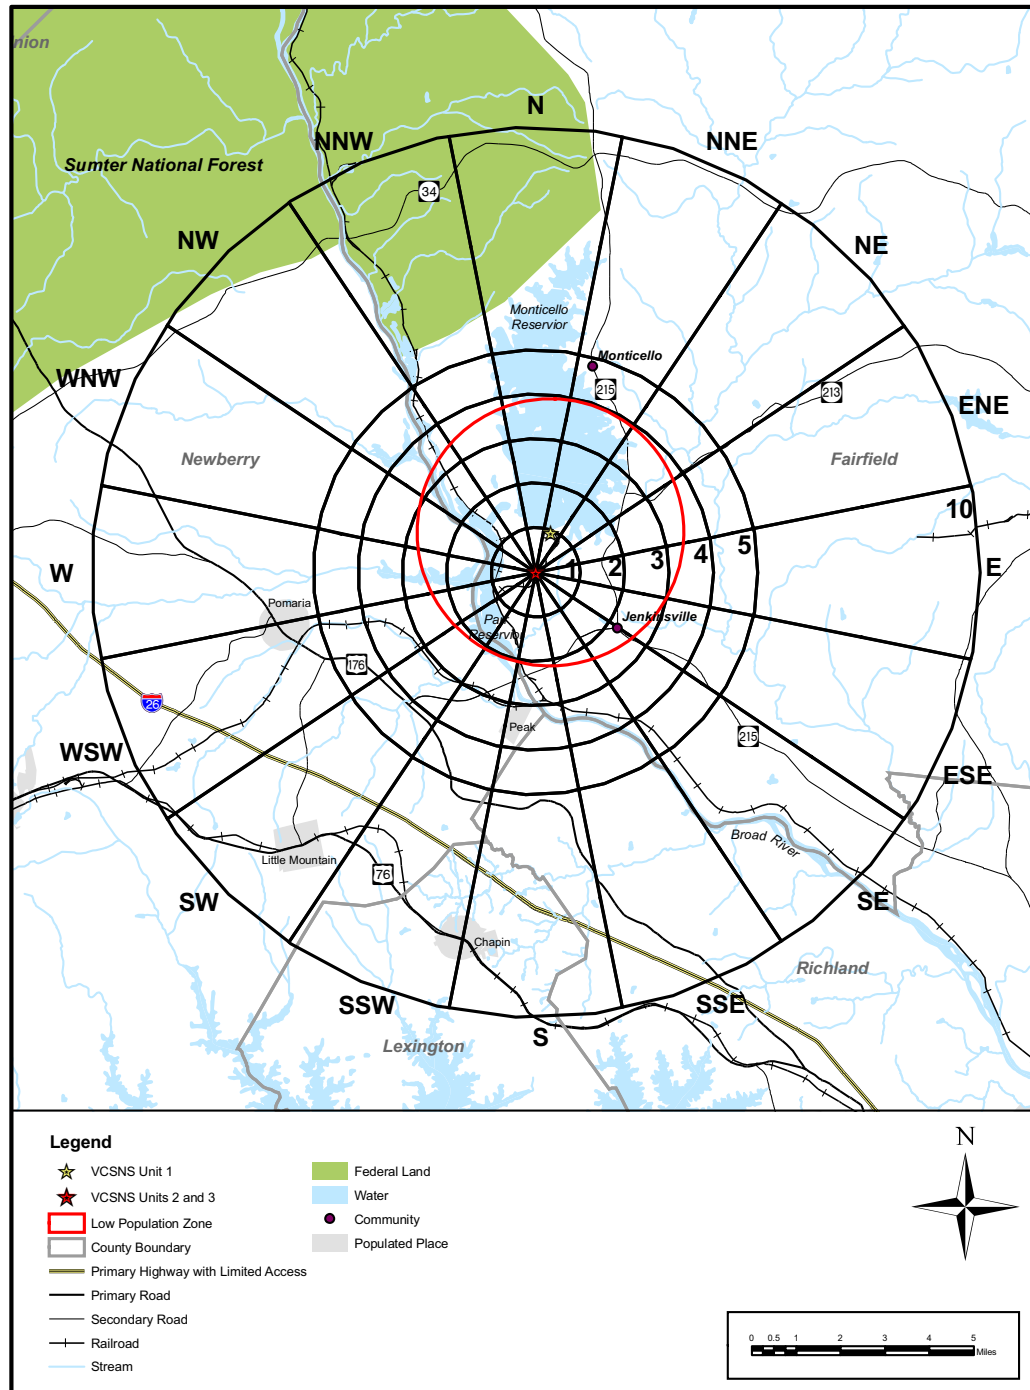 nion
N
NNW
NNE
Sumter National Forest
34
NW
NE
Monticello
Reservior
Monticello
WNW
215
213
ENE
Newberry
Fairfield
10
5
4
3
2
1
W
E
Pomaria
Jenkinsville
Parr
Reservior
176
26
Peak
WSW
215
ESE
Broad River
Little Mountain
76
SW
SE
Chapin
Richland
SSW
SSE
S
Lexington
Legend
VCSNS Unit 1
VCSNS Units 2 and 3
Low Population Zone
County Boundary
Primary Highway with Limited Access
Primary Road
Secondary Road
Railroad
Stream
Federal Land
Water
Community
Populated Place
N
0 0.5 1 2 3 4 5
Miles